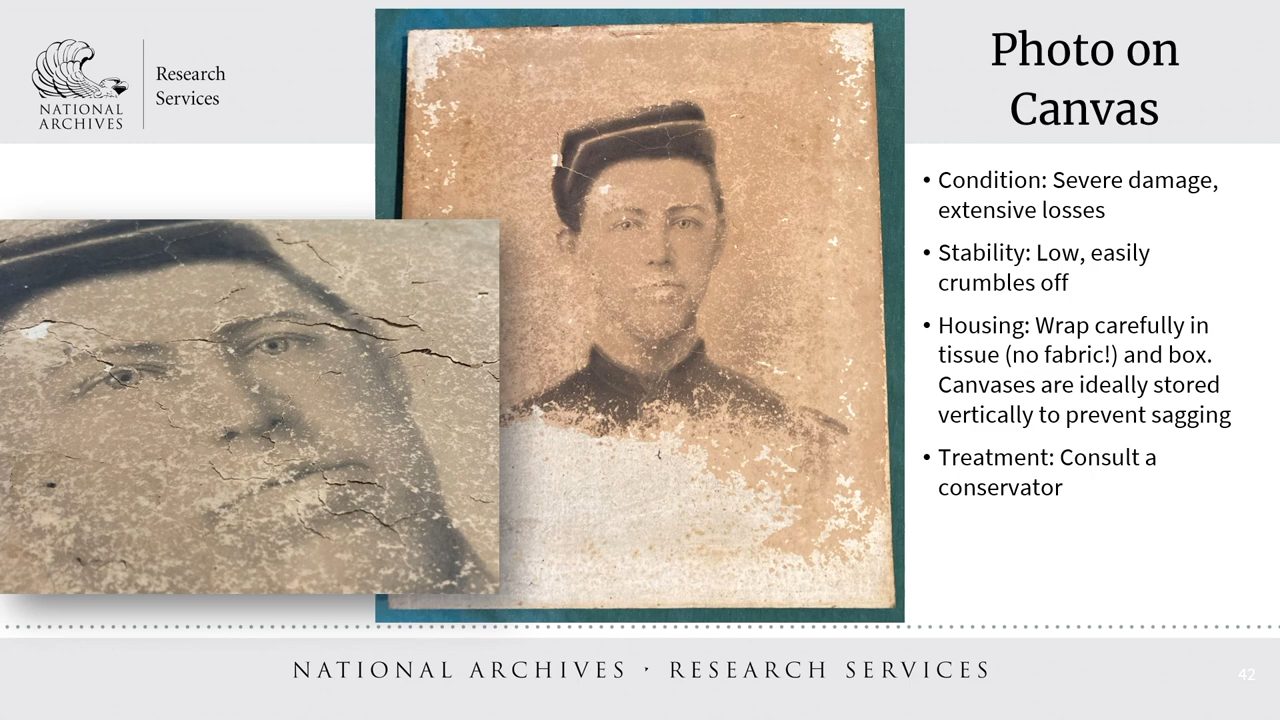 NATIONAL
ARCHIVES
Research
Services
Photo on
Canvas
• Condition: Severe damage,
extensive losses
• Stability: Low, easily
crumbles off
• Housing: Wrap carefully in
tissue (no fabric!) and box.
Canvases are ideally stored
vertically to prevent sagging
• Treatment: Consult a
conservator
NATIONAL ARCHIVES · RESEARCH SERVICES
42